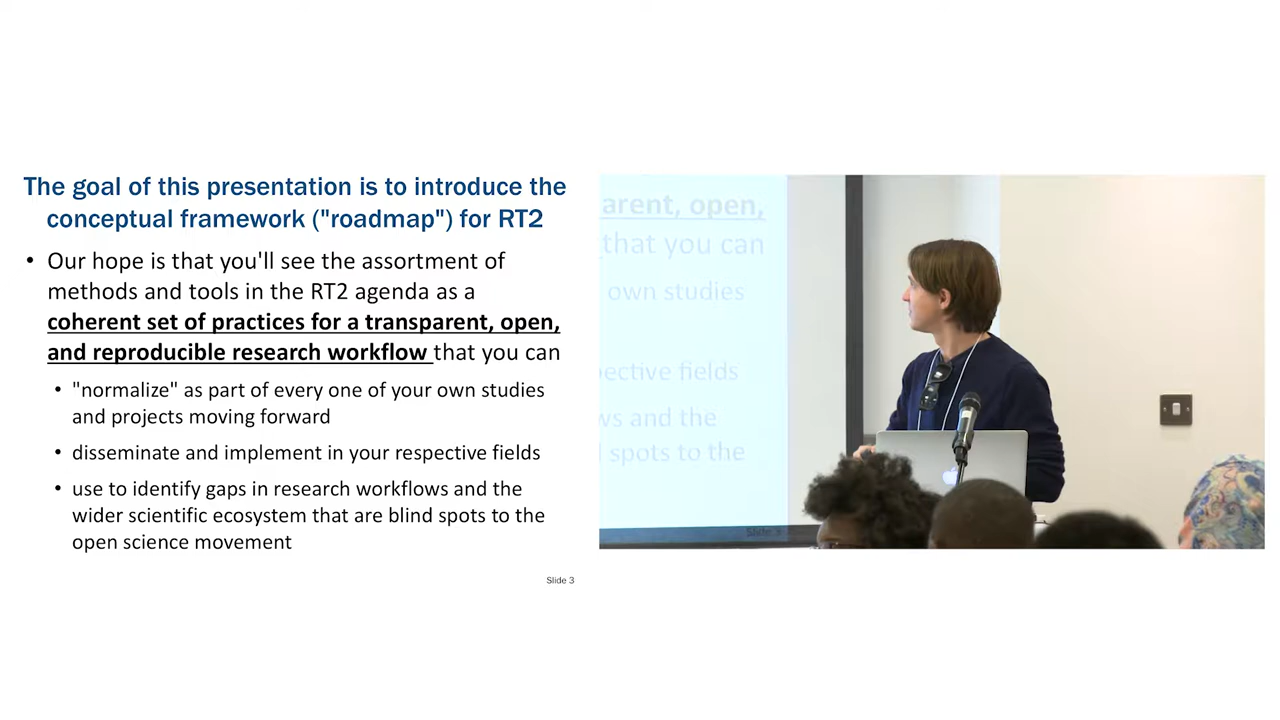 The goal of this presentation is to introduce the
conceptual framework ("roadmap") for RT2
• Our hope is that you'll see the assortment of
methods and tools in the RT2 agenda as a
coherent set of practices for a transparent, open,
and reproducible research workflow that you can
• "normalize" as part of every one of your own studies
and projects moving forward
• disseminate and implement in your respective fields
• use to identify gaps in research workflows and the
wider scientific ecosystem that are blind spots to the
open science movement
Slide 3
arent, open,
that you can
own studies
pective fields
ws and the
spots to the
Slide